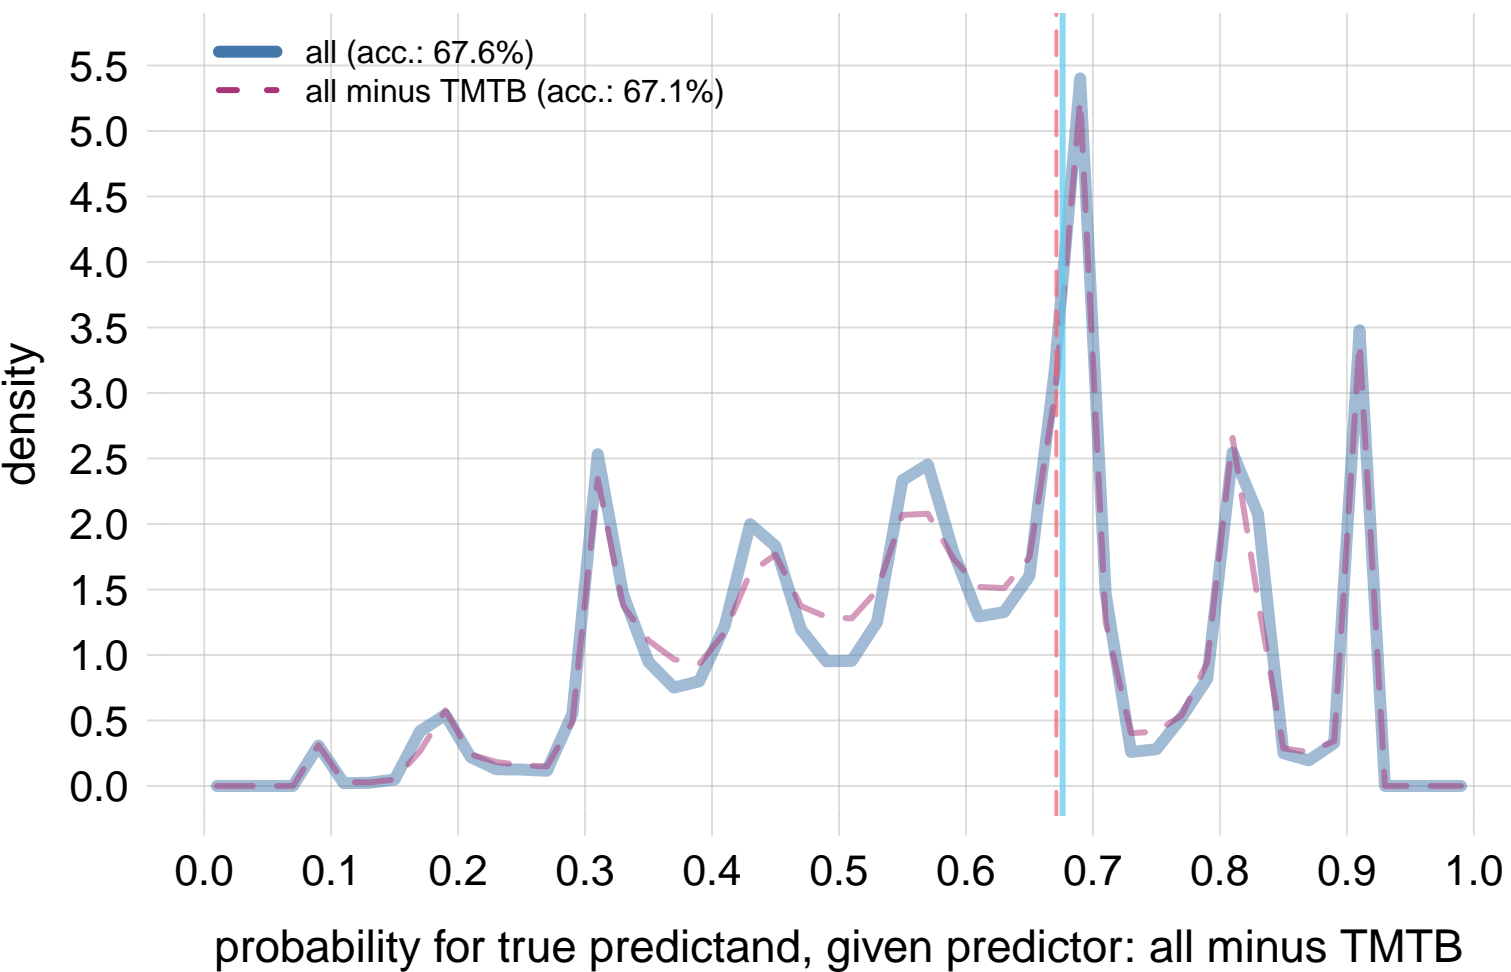 all (acc.: 67.6%)
all minus TMTB (acc.: 67.1%)
density
5.5
5.0
4.5
4.0
3.5
3.0
2.5
2.0
1.5
1.0
0.5
0.0
0.0 0.1 0.2 0.3 0.4 0.5 0.6 0.7 0.8 0.9 1.0
probability for true predictand, given predictor: all minus TMTB